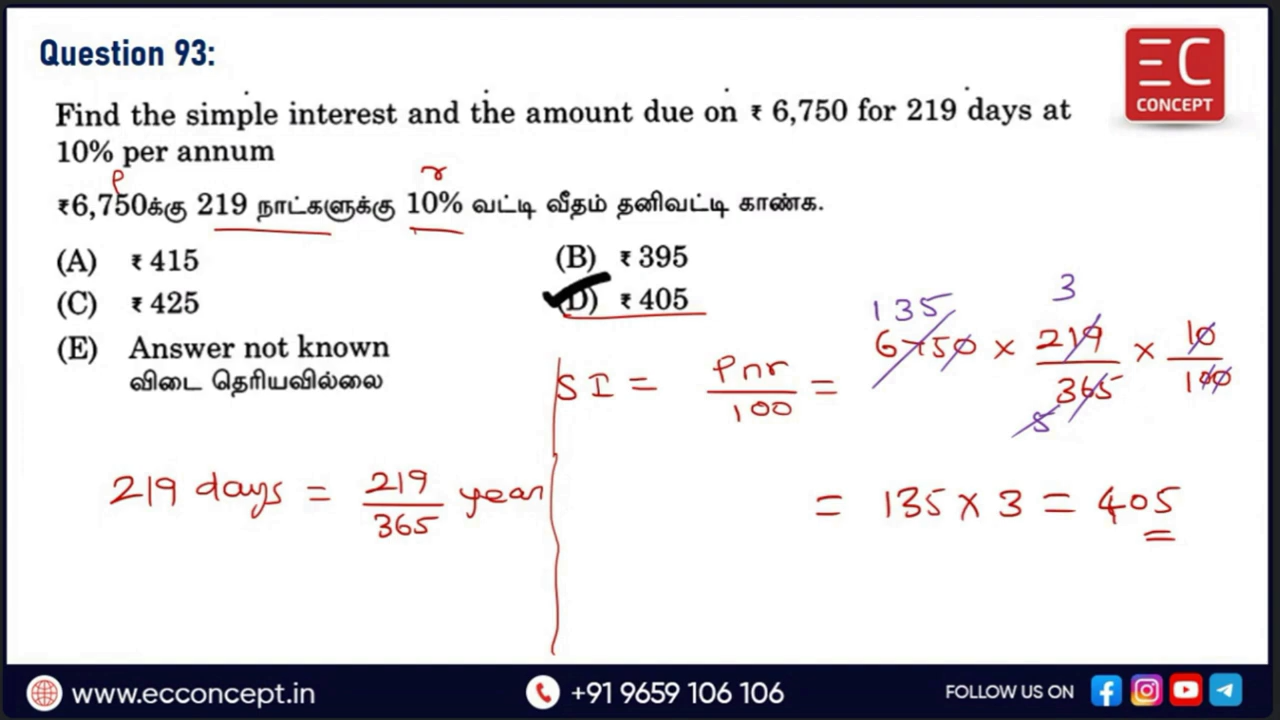 Question 93:
EC
CONCEPT
Find the simple interest and the amount due on ₹ 6,750 for 219 days at
10% per annum
P r
₹6,750க்கு 219 நாட்களுக்கு 10% வட்டி வீதம் தனிவட்டி காண்க.
(A) ₹ 415 (B) ₹ 395
(C) ₹ 425 (D) ₹ 405
(E) Answer not known
விடை தெரியவில்லை
135 3
SI = Pnr/100 = 6750 × 219/365 × 10/100
5
219 days = 219/365 year
= 135 × 3 = 405
www.ecconcept.in +91 9659 106 106 FOLLOW US ON